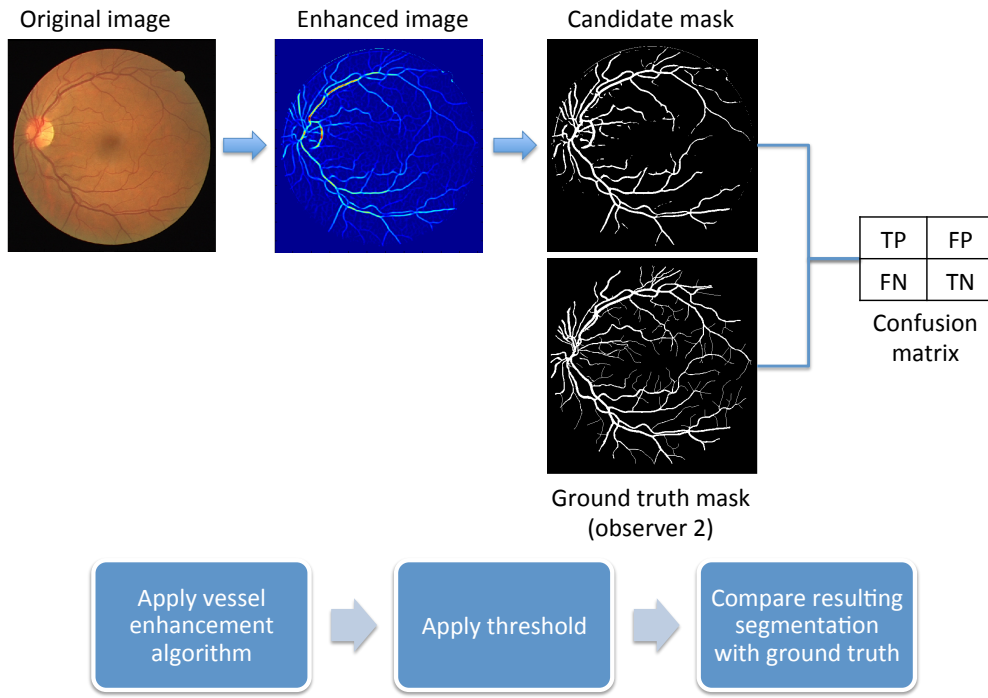 Original image
Enhanced image
Candidate mask
TP FP
FN TN
Confusion
matrix
Ground truth mask
(observer 2)
Apply vessel
enhancement
algorithm
Apply threshold
Compare resulting
segmentation
with ground truth